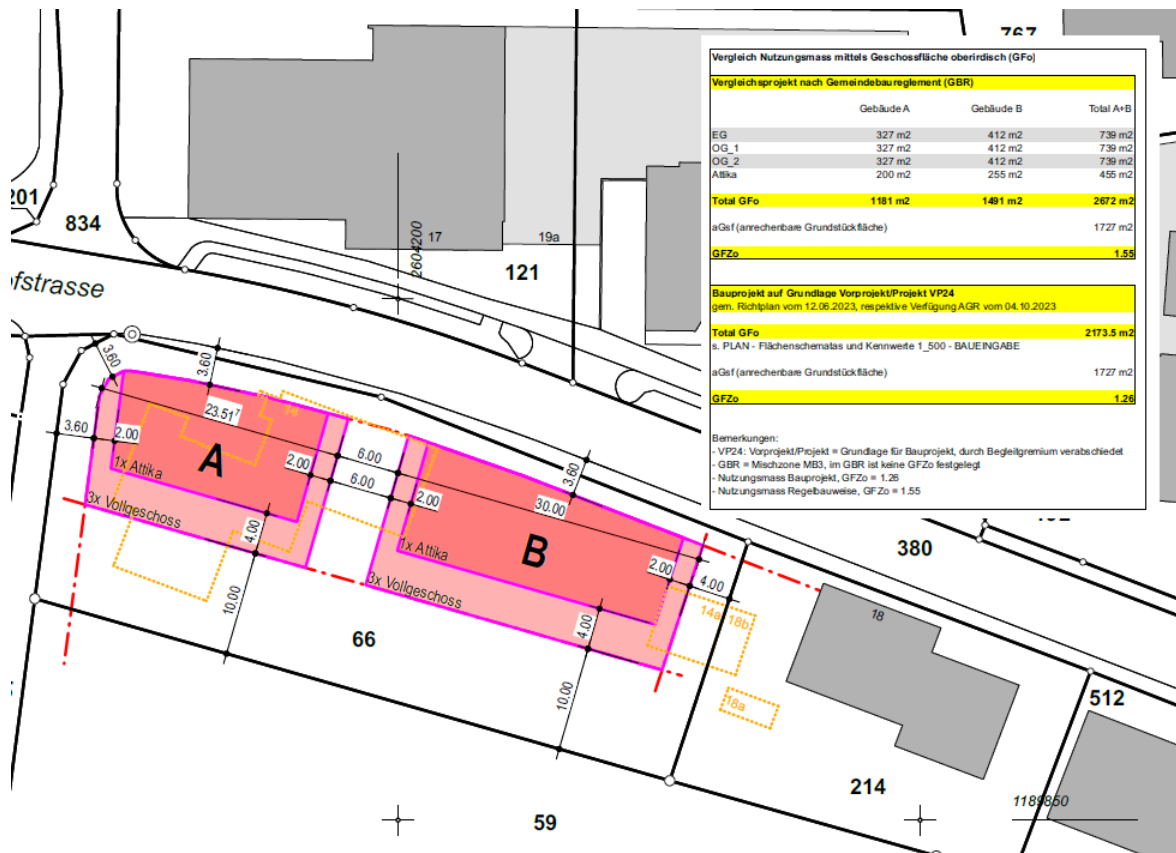 767
Vergleich Nutzungsmass mittels Geschossfläche oberirdisch (GFo)
Vergleichsprojekt nach Gemeindebaureglement (GBR)
Gebäude A Gebäude B Total A+B
EG 327 m2 412 m2 739 m2
OG_1 327 m2 412 m2 739 m2
OG_2 327 m2 412 m2 739 m2
Attika 200 m2 255 m2 455 m2
Total GFo 1181 m2 1491 m2 2672 m2
aGsf (anrechenbare Grundstückfläche) 1727 m2
GFZo 1.55
Bauprojekt auf Grundlage Vorprojekt/Projekt VP24
gem. Richtplan vom 12.06.2023, respektive Verfügung AGR vom 04.10.2023
Total GFo 2173.5 m2
s. PLAN - Flächenschematas und Kennwerte 1_500 - BAUEINGABE
aGsf (anrechenbare Grundstückfläche) 1727 m2
GFZo 1.26
Bemerkungen:
- VP24: Vorprojekt/Projekt = Grundlage für Bauprojekt, durch Begleitgremium verabschiedet
- GBR = Mischzone MB3, im GBR ist keine GFZo festgelegt
- Nutzungsmass Bauprojekt, GFZo = 1.26
- Nutzungsmass Regelbauweise, GFZo = 1.55
201
834
17
19a
2604200
121
ofstrasse
3.60
3.60
3.60
2.00
23.51⁷
14
A
1x Attika
2.00
6.00
6.00
2.00
3x Vollgeschoss
4.00
10.00
3.60
30.00
B
1x Attika
3x Vollgeschoss
2.00
4.00
4.00
10.00
14a
18b
18a
18
380
66
512
214
59
1189850